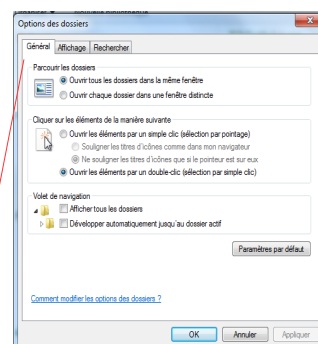 Options des dossiers
Général Affichage Rechercher
Parcourir les dossiers
Ouvrir tous les dossiers dans la même fenêtre
Ouvrir chaque dossier dans une fenêtre distincte
Cliquer sur les éléments de la manière suivante
Ouvrir les éléments par un simple clic (sélection par pointage)
Souligner les titres d'icônes comme dans mon navigateur
Ne souligner les titres d'icônes que si le pointeur est sur eux
Ouvrir les éléments par un double-clic (sélection par simple clic)
Volet de navigation
Afficher tous les dossiers
Développer automatiquement jusqu'au dossier actif
Paramètres par défaut
Comment modifier les options des dossiers ?
OK Annuler Appliquer